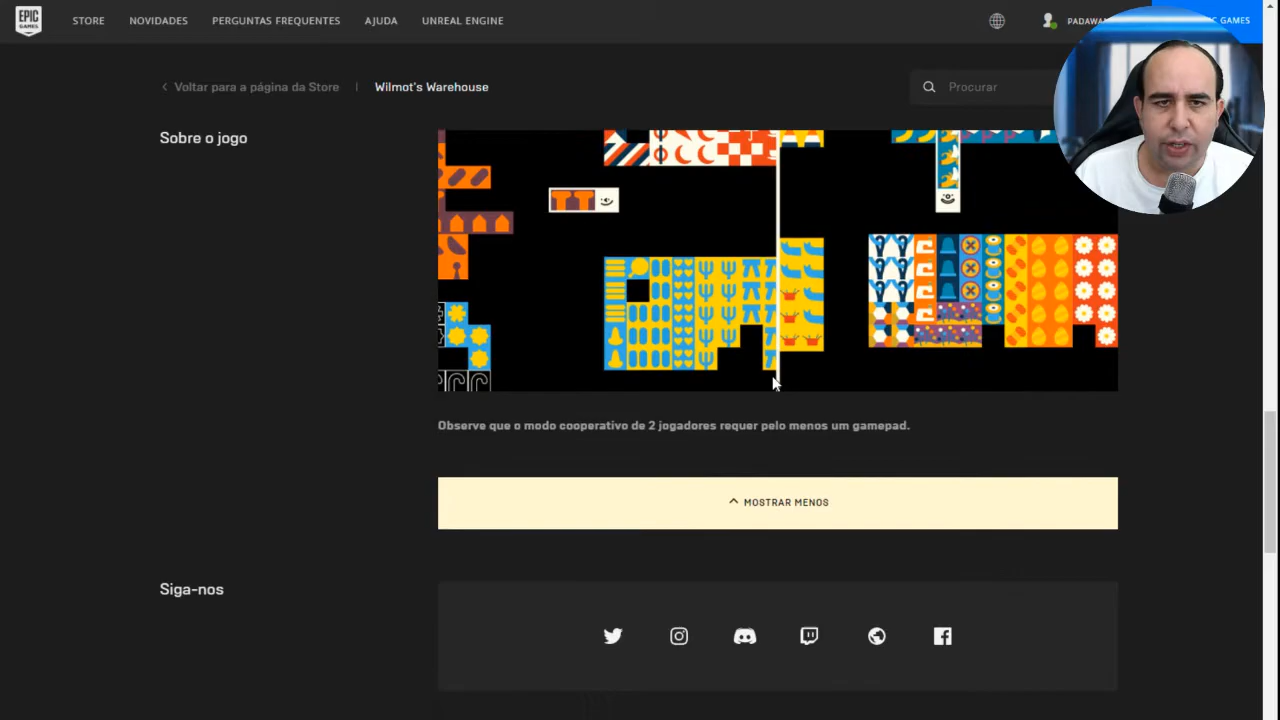 EPIC GAMES
STORE
NOVIDADES
PERGUNTAS FREQUENTES
AJUDA
UNREAL ENGINE
GAMES
Voltar para a página da Store
Wilmot's Warehouse
Procurar
Sobre o jogo
Observe que o modo cooperativo de 2 jogadores requer pelo menos um gamepad.
MOSTRAR MENOS
Siga-nos